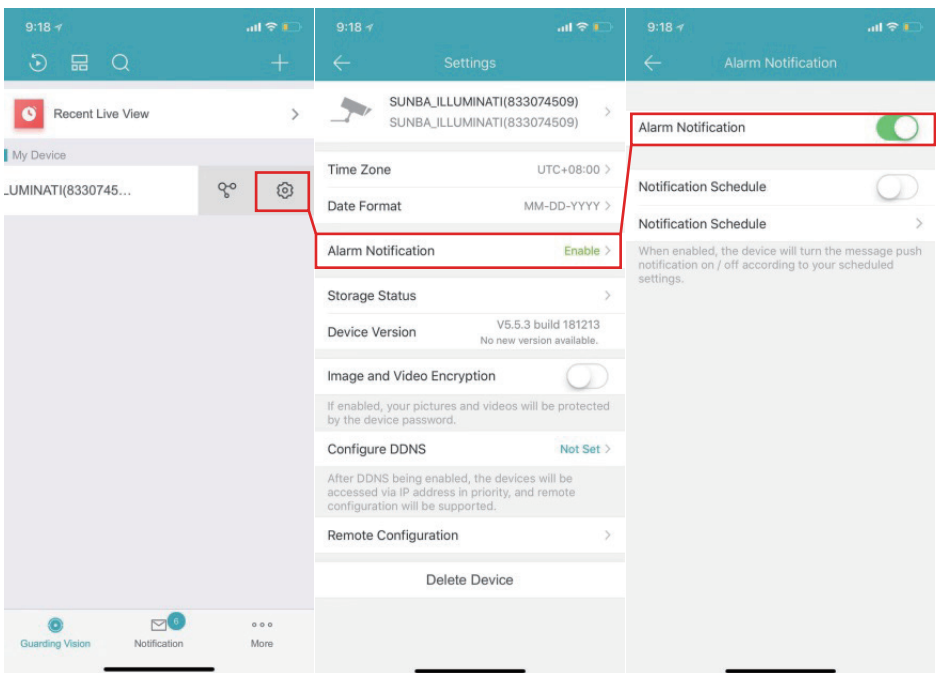 9:18
Recent Live View
My Device
LUMINATI(8330745...
Guarding Vision
6
Notification
More
9:18
Settings
SUNBA_ILLUMINATI(833074509)
SUNBA_ILLUMINATI(833074509)
Time Zone UTC+08:00
Date Format MM-DD-YYYY
Alarm Notification Enable
Storage Status
Device Version V5.5.3 build 181213
No new version available.
Image and Video Encryption
If enabled, your pictures and videos will be protected
by the device password.
Configure DDNS Not Set
After DDNS being enabled, the devices will be
accessed via IP address in priority, and remote
configuration will be supported.
Remote Configuration
Delete Device
9:18
Alarm Notification
Alarm Notification
Notification Schedule
Notification Schedule
When enabled, the device will turn the message push
notification on / off according to your scheduled
settings.